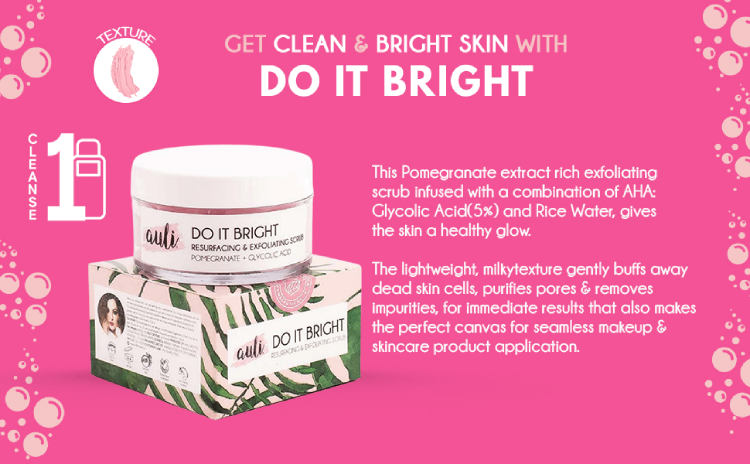 TEXTURE
GET CLEAN & BRIGHT SKIN WITH
DO IT BRIGHT
CLEANSE
1
This Pomegranate extract rich exfoliating
scrub infused with a combination of AHA:
Glycolic Acid(5%) and Rice Water, gives
the skin a healthy glow.
The lightweight, milkytexture gently buffs away
dead skin cells, purifies pores & removes
impurities, for immediate results that also makes
the perfect canvas for seamless makeup &
skincare product application.
auli
DO IT BRIGHT
RESURFACING & EXFOLIATING SCRUB
POMEGRANATE + GLYCOLIC ACID
auli
DO IT BRIGHT
RESURFACING & EXFOLIATING SCRUB